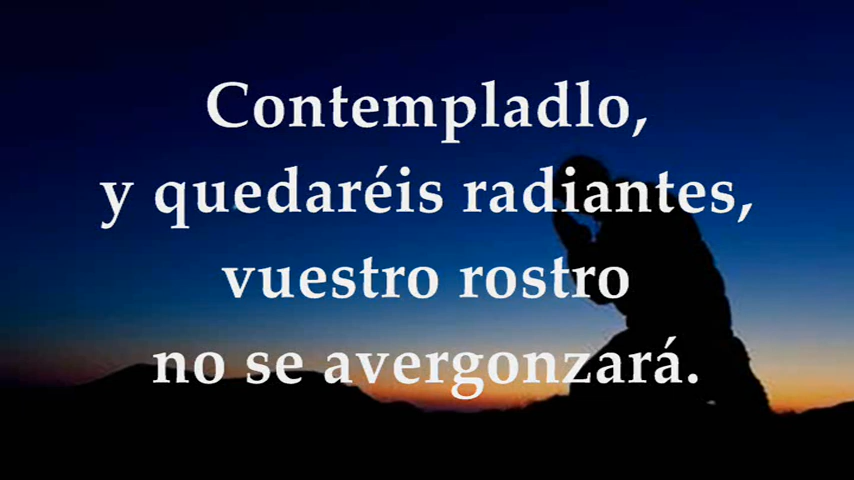 Contempladlo,
y quedaréis radiantes,
vuestro rostro
no se avergonzará.